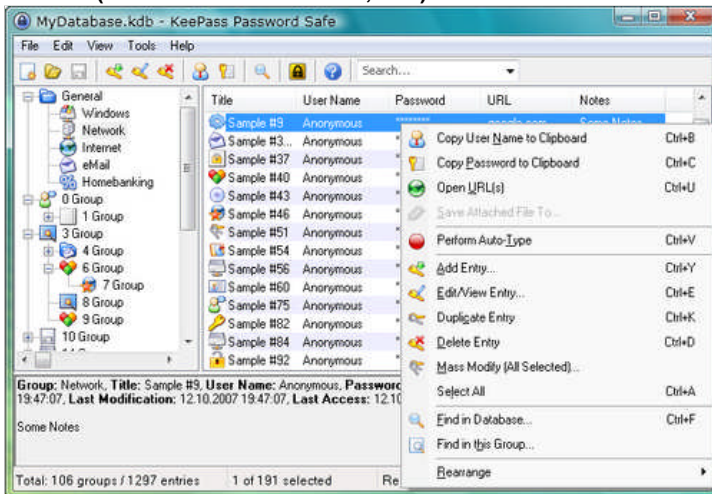 MyDatabase.kdb - KeePass Password Safe
File Edit View Tools Help
Search...
General
Windows
Network
Internet
eMail
Homebanking
0 Group
1 Group
3 Group
4 Group
6 Group
7 Group
8 Group
9 Group
10 Group
Title User Name Password URL Notes
Sample #9 Anonymous ******** google.com Some Notes
Sample #3... Anonymous
Sample #37 Anonymous
Sample #40 Anonymous
Sample #43 Anonymous
Sample #46 Anonymous
Sample #51 Anonymous
Sample #54 Anonymous
Sample #56 Anonymous
Sample #60 Anonymous
Sample #75 Anonymous
Sample #82 Anonymous
Sample #84 Anonymous
Sample #92 Anonymous
Copy User Name to Clipboard Ctrl+B
Copy Password to Clipboard Ctrl+C
Open URL(s) Ctrl+U
Save Attached File To...
Perform Auto-Type Ctrl+V
Add Entry... Ctrl+Y
Edit/View Entry... Ctrl+E
Duplicate Entry Ctrl+K
Delete Entry Ctrl+D
Mass Modify (All Selected)...
Select All Ctrl+A
Find in Database... Ctrl+F
Find in this Group...
Rearrange
Group: Network, Title: Sample #9, User Name: Anonymous, Passwor
19:47:07, Last Modification: 12.10.2007 19:47:07, Last Access: 12.10
Some Notes
Total: 106 groups / 1297 entries 1 of 191 selected Re